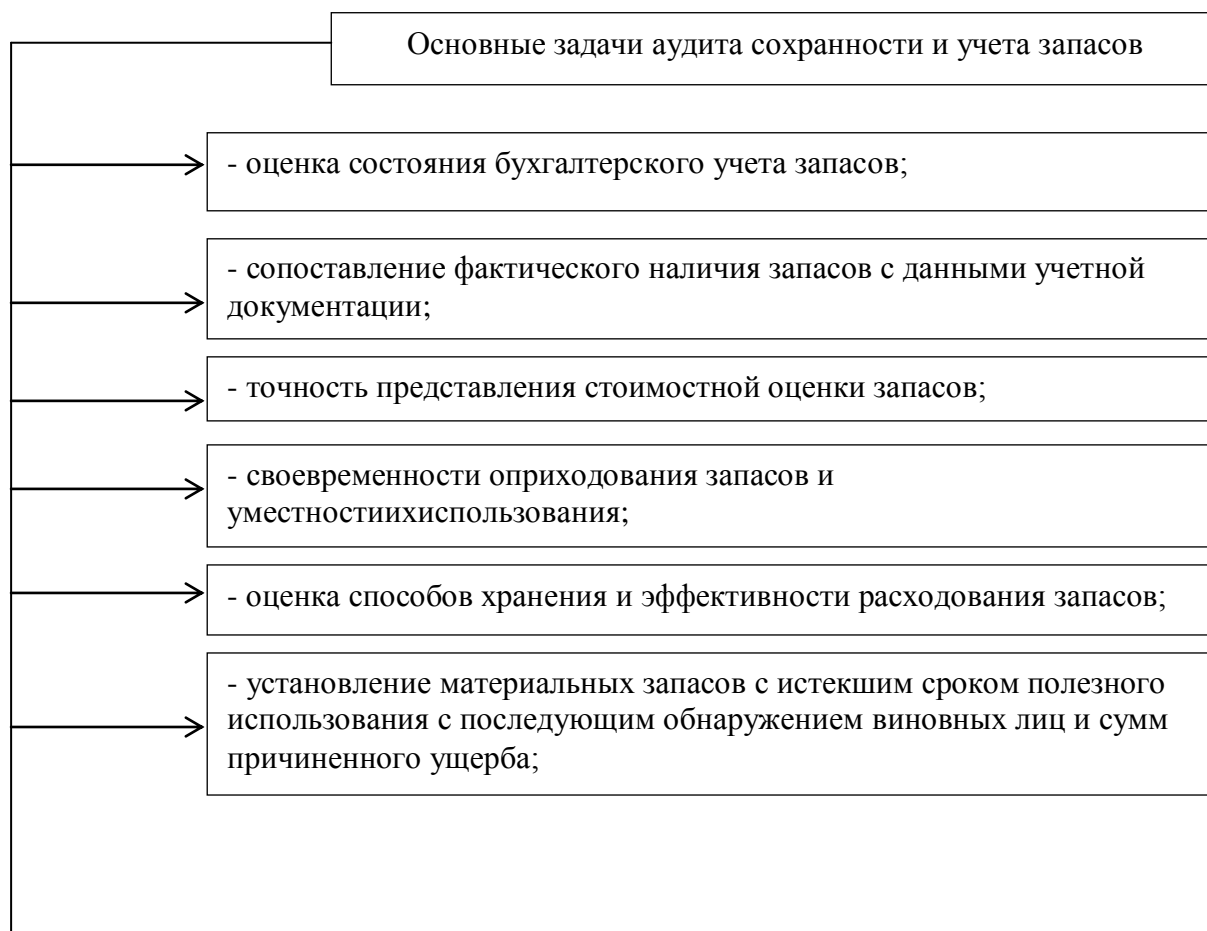 Основные задачи аудита сохранности и учета запасов
- оценка состояния бухгалтерского учета запасов;
- сопоставление фактического наличия запасов с данными учетной
документации;
- точность представления стоимостной оценки запасов;
- своевременности оприходования запасов и
уместностиихиспользования;
- оценка способов хранения и эффективности расходования запасов;
- установление материальных запасов с истекшим сроком полезного
использования с последующим обнаружением виновных лиц и сумм
причиненного ущерба;